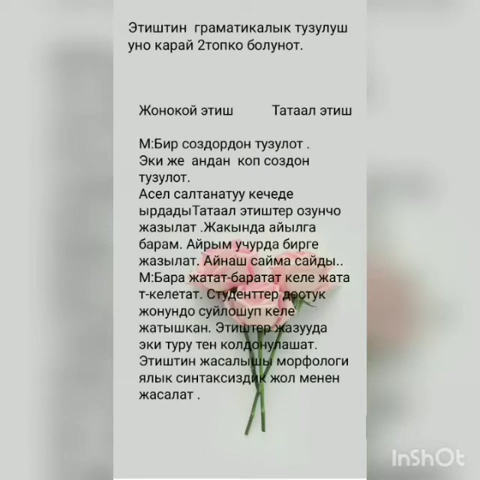 Этиштин граматикалык тузулуш
уно карай 2топко болунот.
Жонокой этиш Татаал этиш
М:Бир создордон тузулот .
Эки же андан коп создон
тузулот.
Асел салтанатуу кечеде
ырдадыТатаал этиштер озунчо
жазылат .Жакында айылга
барам. Айрым учурда бирге
жазылат. Айнаш сайма сайды..
М:Бара жатат-баратат келе жата
т-келетат. Студенттер достук
жонундо суйлошуп келе
жатышкан. Этиштер жазууда
эки туру тен колдонулашат.
Этиштин жасалышы морфологи
ялык синтаксиздик жол менен
жасалат .
InShOt